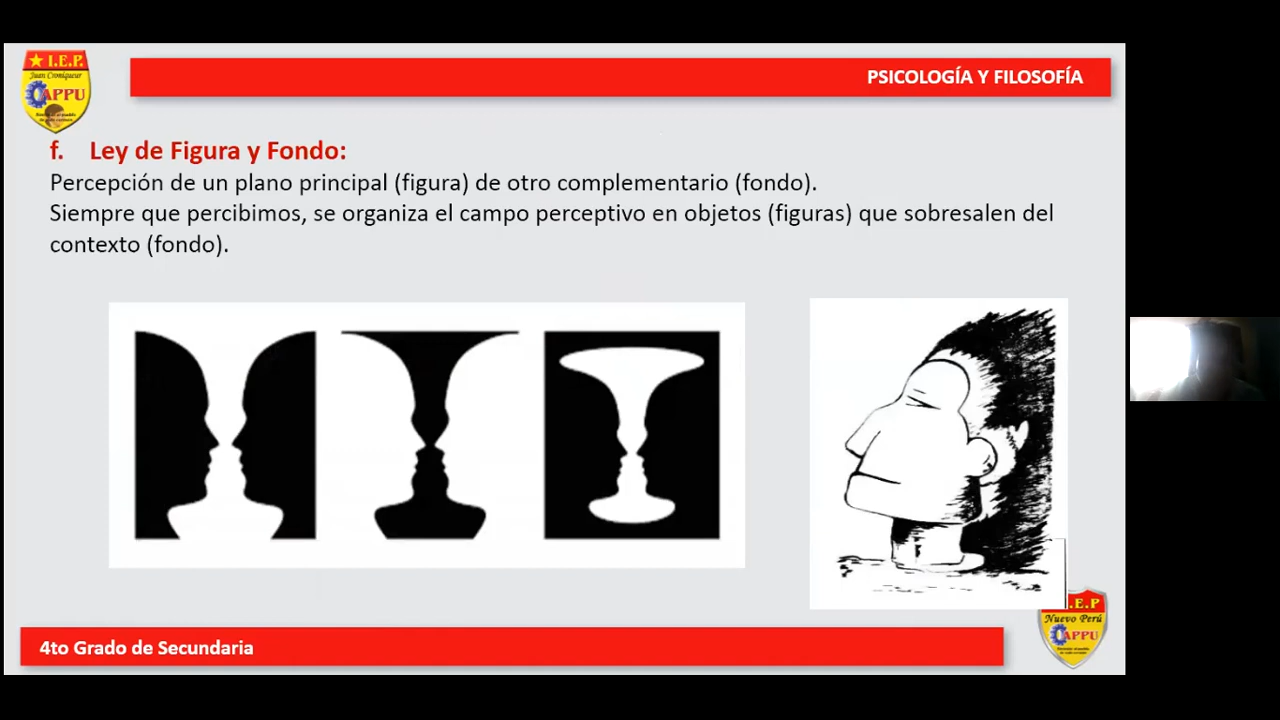 I.E.P.
Juan Croniqueur
APPU
PSICOLOGÍA Y FILOSOFÍA
f. Ley de Figura y Fondo:
Percepción de un plano principal (figura) de otro complementario (fondo).
Siempre que percibimos, se organiza el campo perceptivo en objetos (figuras) que sobresalen del
contexto (fondo).
4to Grado de Secundaria
.E.P
Nuevo Perú
APPU